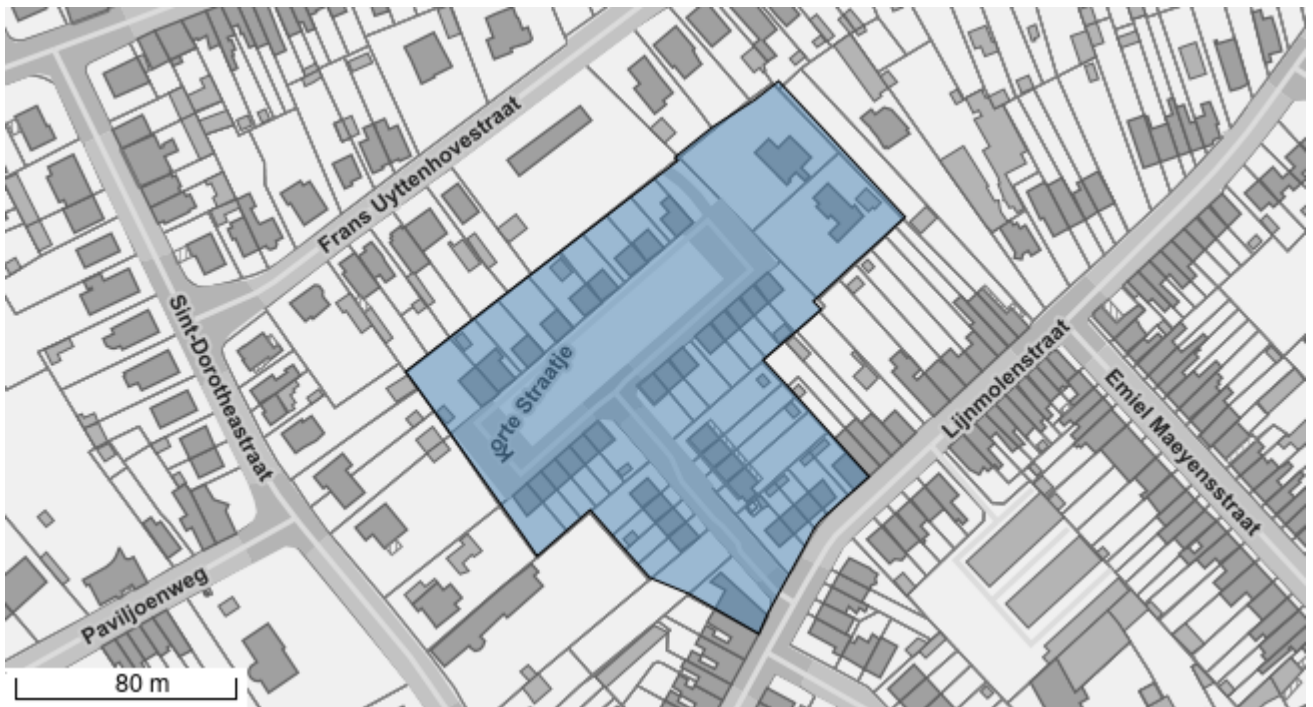 Frans Uyttenhovestraat
Sint-Dorotheastraat
Korte Straatje
Lijnmolenstraat
Emiel Maeyensstraat
Paviljoenweg
80 m